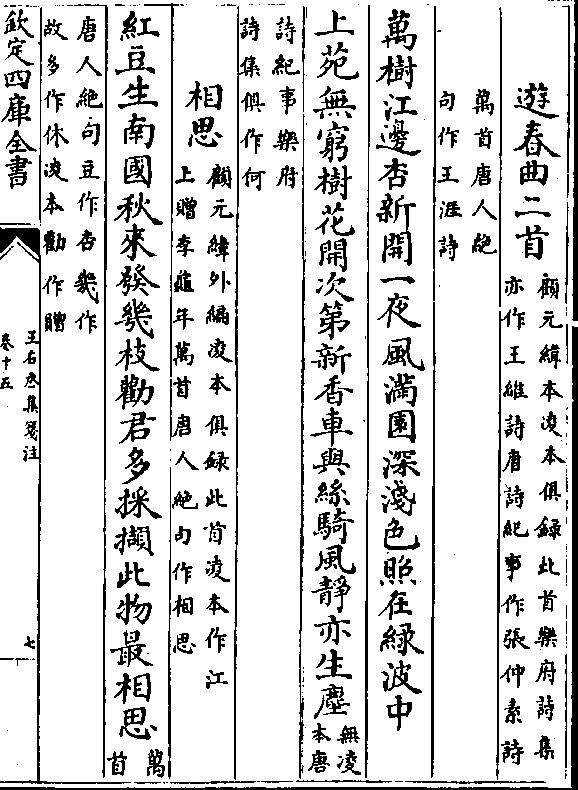 遊春曲二首
顧元緯本凌本俱錄此首樂府詩集
亦作王維詩唐詩紀事作張仲素詩
萬首唐人絕
句作王涯詩
萬樹江邊杏新開一夜風滿園深淺色照在綠波中
上苑無窮樹花開次第新香車與絲騎風靜亦生塵
無凌
本唐
詩紀事樂府
詩集俱作何
相思
顧元緯外編凌本俱錄此首凌本作江
上贈李龜年萬首唐人絕句作相思
紅豆生南國秋來發幾枝勸君多採擷此物最相思
萬
首
唐人絕句豆作杏幾作
故多作休凌本勸作贈
欽定四庫全書
王右丞集箋注
卷十五
七